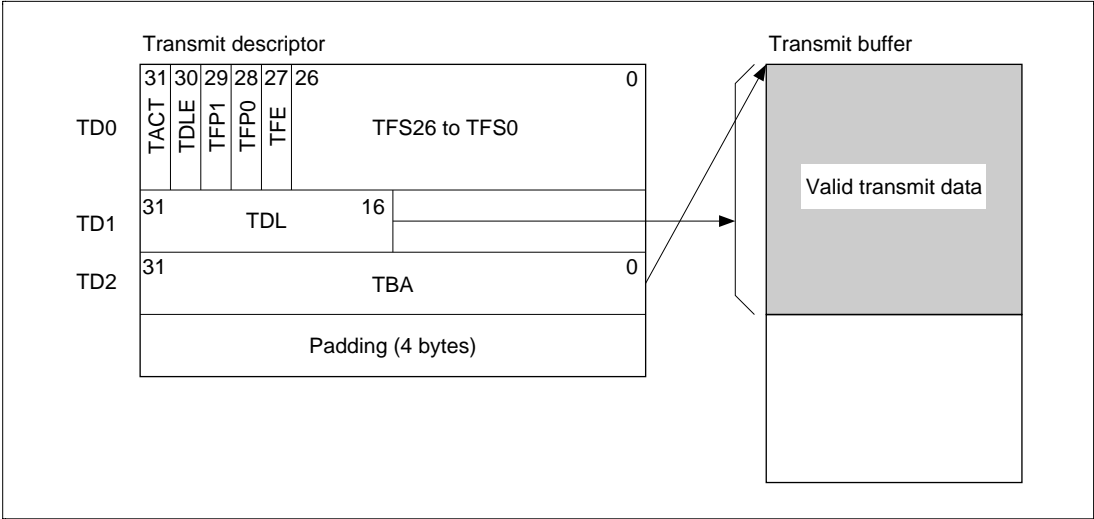 Transmit descriptor
Transmit buffer
31 30 29 28 27 26 0
TD0
TACT
TDLE
TFP1
TFP0
TFE
TFS26 to TFS0
Valid transmit data
31 16
TD1
TDL
31 0
TD2
TBA
Padding (4 bytes)